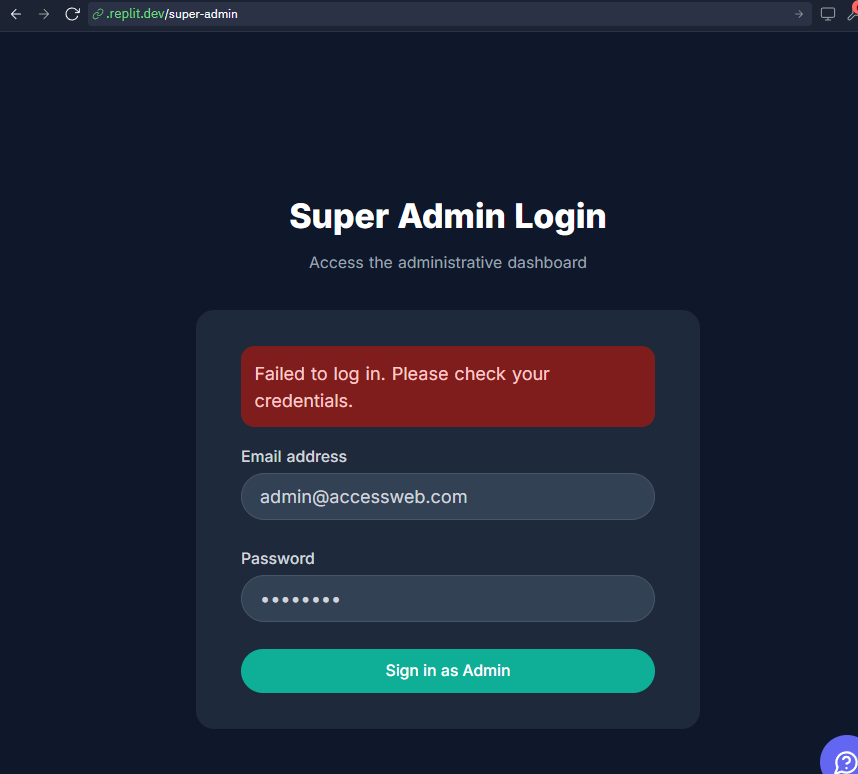 .replit.dev/super-admin
Super Admin Login
Access the administrative dashboard
Failed to log in. Please check your
credentials.
Email address
admin@accessweb.com
Password
••••••••
Sign in as Admin